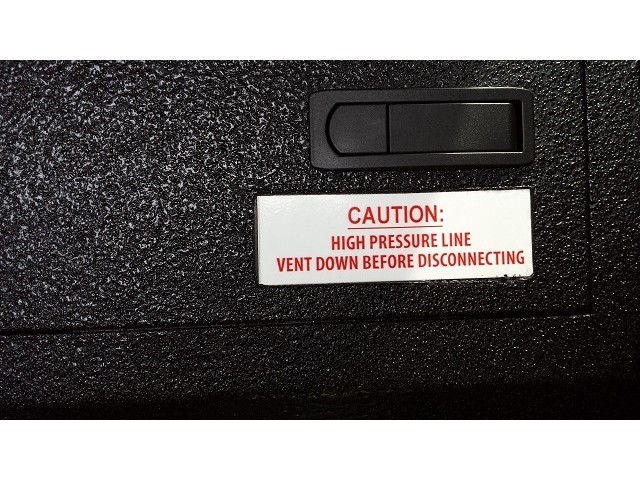 CAUTION:
HIGH PRESSURE LINE
VENT DOWN BEFORE DISCONNECTING